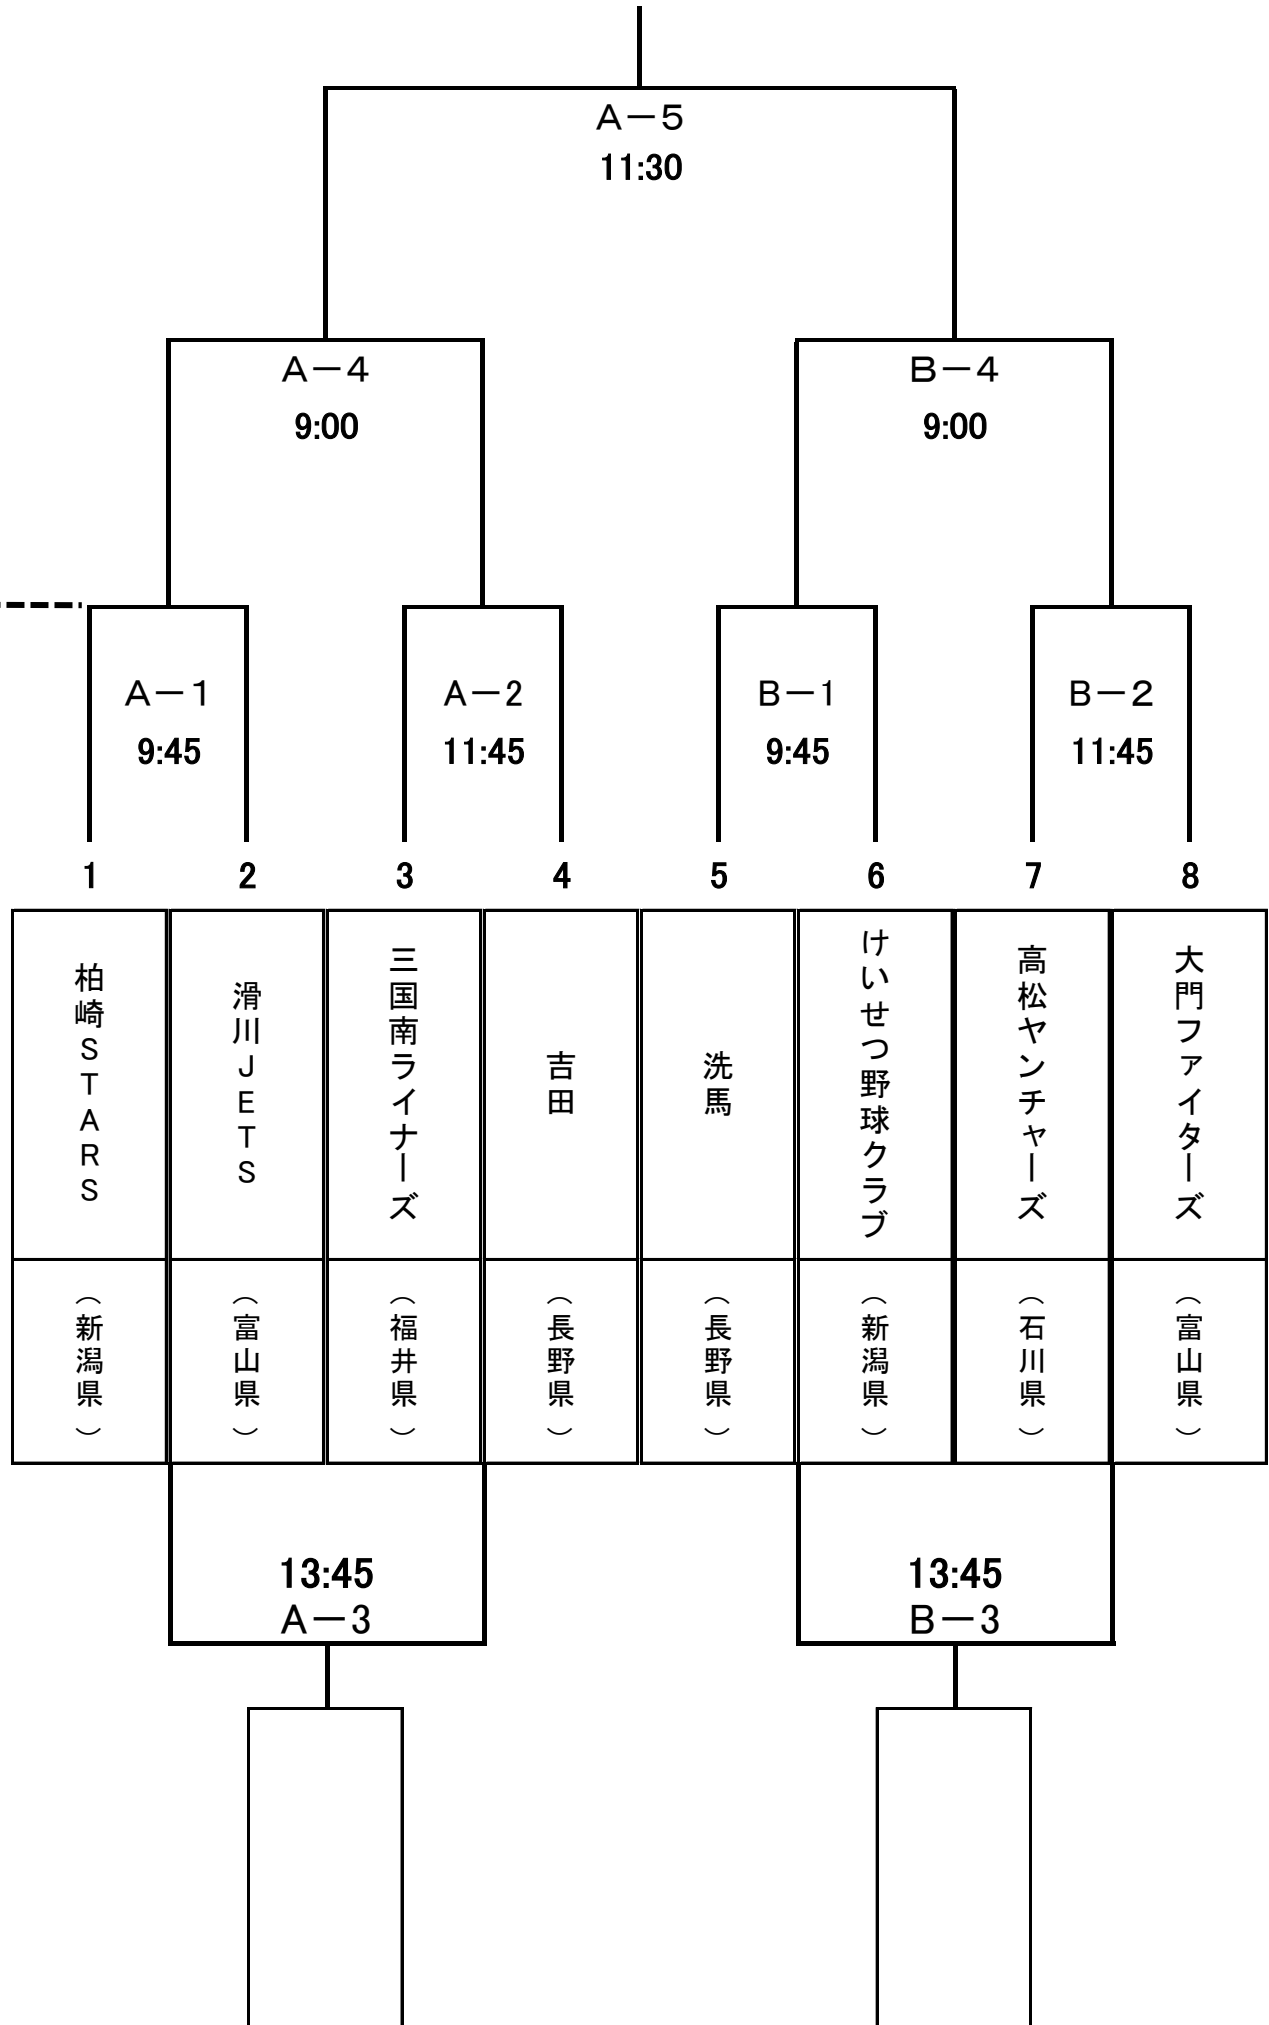 A－5
11:30
A－4
B－4
9:00
9:00
A－1
A－2
B－1
B－2
9:45
11:45
9:45
11:45
1
2
3
4
5
6
7
8
柏崎STARS
滑川JETS
三国南ライナーズ
吉田
洗馬
けいせつ野球クラブ
高松ヤンチャーズ
大門ファイターズ
（新潟県）
（富山県）
（福井県）
（長野県）
（長野県）
（新潟県）
（石川県）
（富山県）
13:45
13:45
A－3
B－3